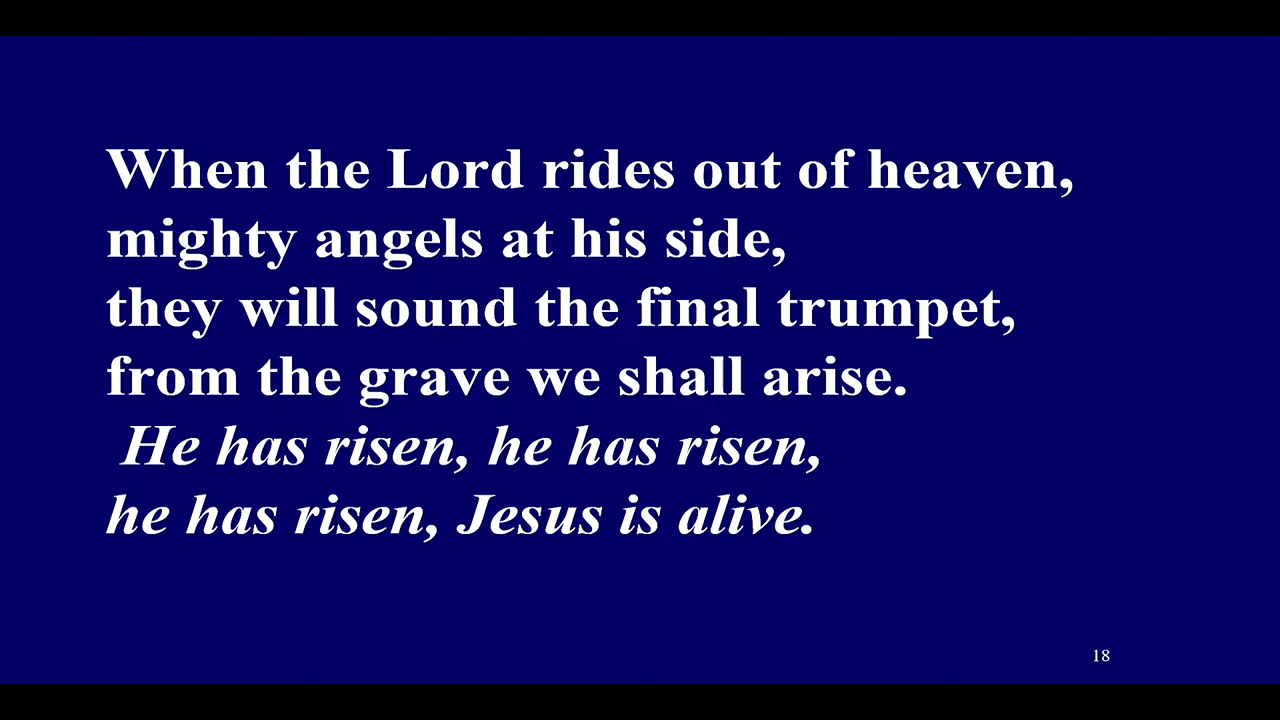 When the Lord rides out of heaven,
mighty angels at his side,
they will sound the final trumpet,
from the grave we shall arise.
He has risen, he has risen,
he has risen, Jesus is alive.
18